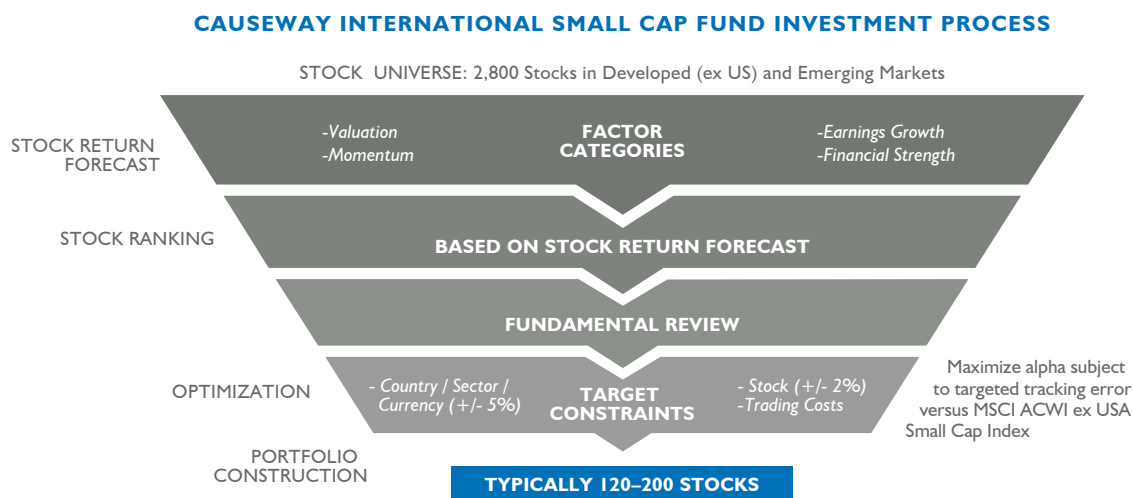 CAUSEWAY INTERNATIONAL SMALL CAP FUND INVESTMENT PROCESS
STOCK UNIVERSE: 2,800 Stocks in Developed (ex US) and Emerging Markets
STOCK RETURN
FORECAST
-Valuation
-Momentum
FACTOR
CATEGORIES
-Earnings Growth
-Financial Strength
STOCK RANKING
BASED ON STOCK RETURN FORECAST
FUNDAMENTAL REVIEW
OPTIMIZATION
- Country / Sector /
Currency (+/- 5%)
TARGET
CONSTRAINTS
- Stock (+/- 2%)
-Trading Costs
Maximize alpha subject
to targeted tracking error
versus MSCI ACWI ex USA
Small Cap Index
PORTFOLIO
CONSTRUCTION
TYPICALLY 120–200 STOCKS